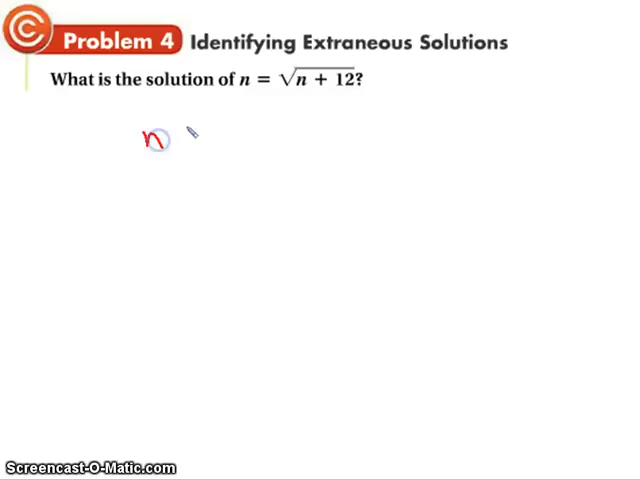 C Problem 4 Identifying Extraneous Solutions
What is the solution of n = √n + 12?
n
Screencast-O-Matic.com